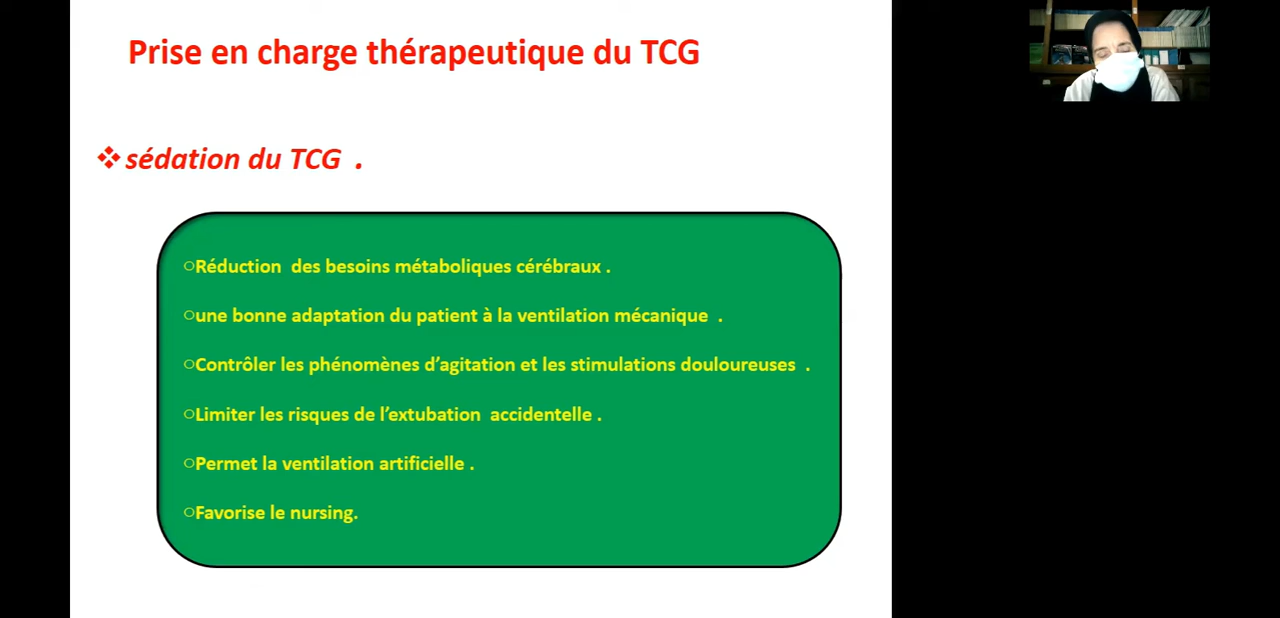 Prise en charge thérapeutique du TCG
❖sédation du TCG .
○Réduction des besoins métaboliques cérébraux .
○une bonne adaptation du patient à la ventilation mécanique .
○Contrôler les phénomènes d’agitation et les stimulations douloureuses .
○Limiter les risques de l’extubation accidentelle .
○Permet la ventilation artificielle .
○Favorise le nursing.